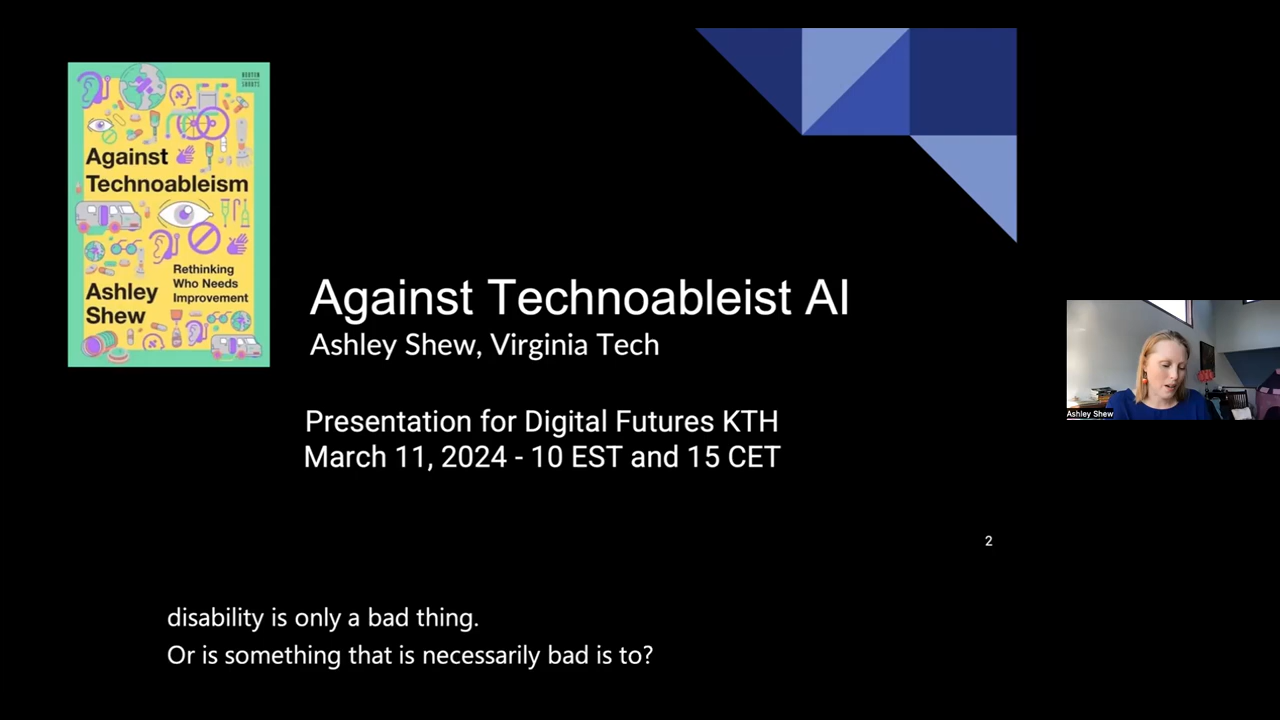 NORTON
SHORTS
Against
Technoableism
Rethinking
Who Needs
Improvement
Ashley
Shew
Against Technoableist AI
Ashley Shew, Virginia Tech
Presentation for Digital Futures KTH
March 11, 2024 - 10 EST and 15 CET
2
Ashley Shew
disability is only a bad thing.
Or is something that is necessarily bad is to?